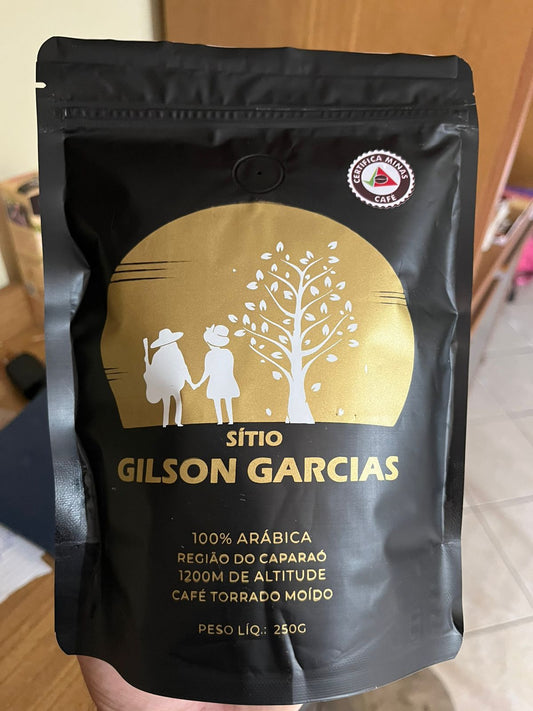 CERTIFICA MINAS
CAFÉ
SÍTIO
GILSON GARCIAS
100% ARÁBICA
REGIÃO DO CAPARAÓ
1200M DE ALTITUDE
CAFÉ TORRADO MOÍDO
PESO LÍQ.: 250G